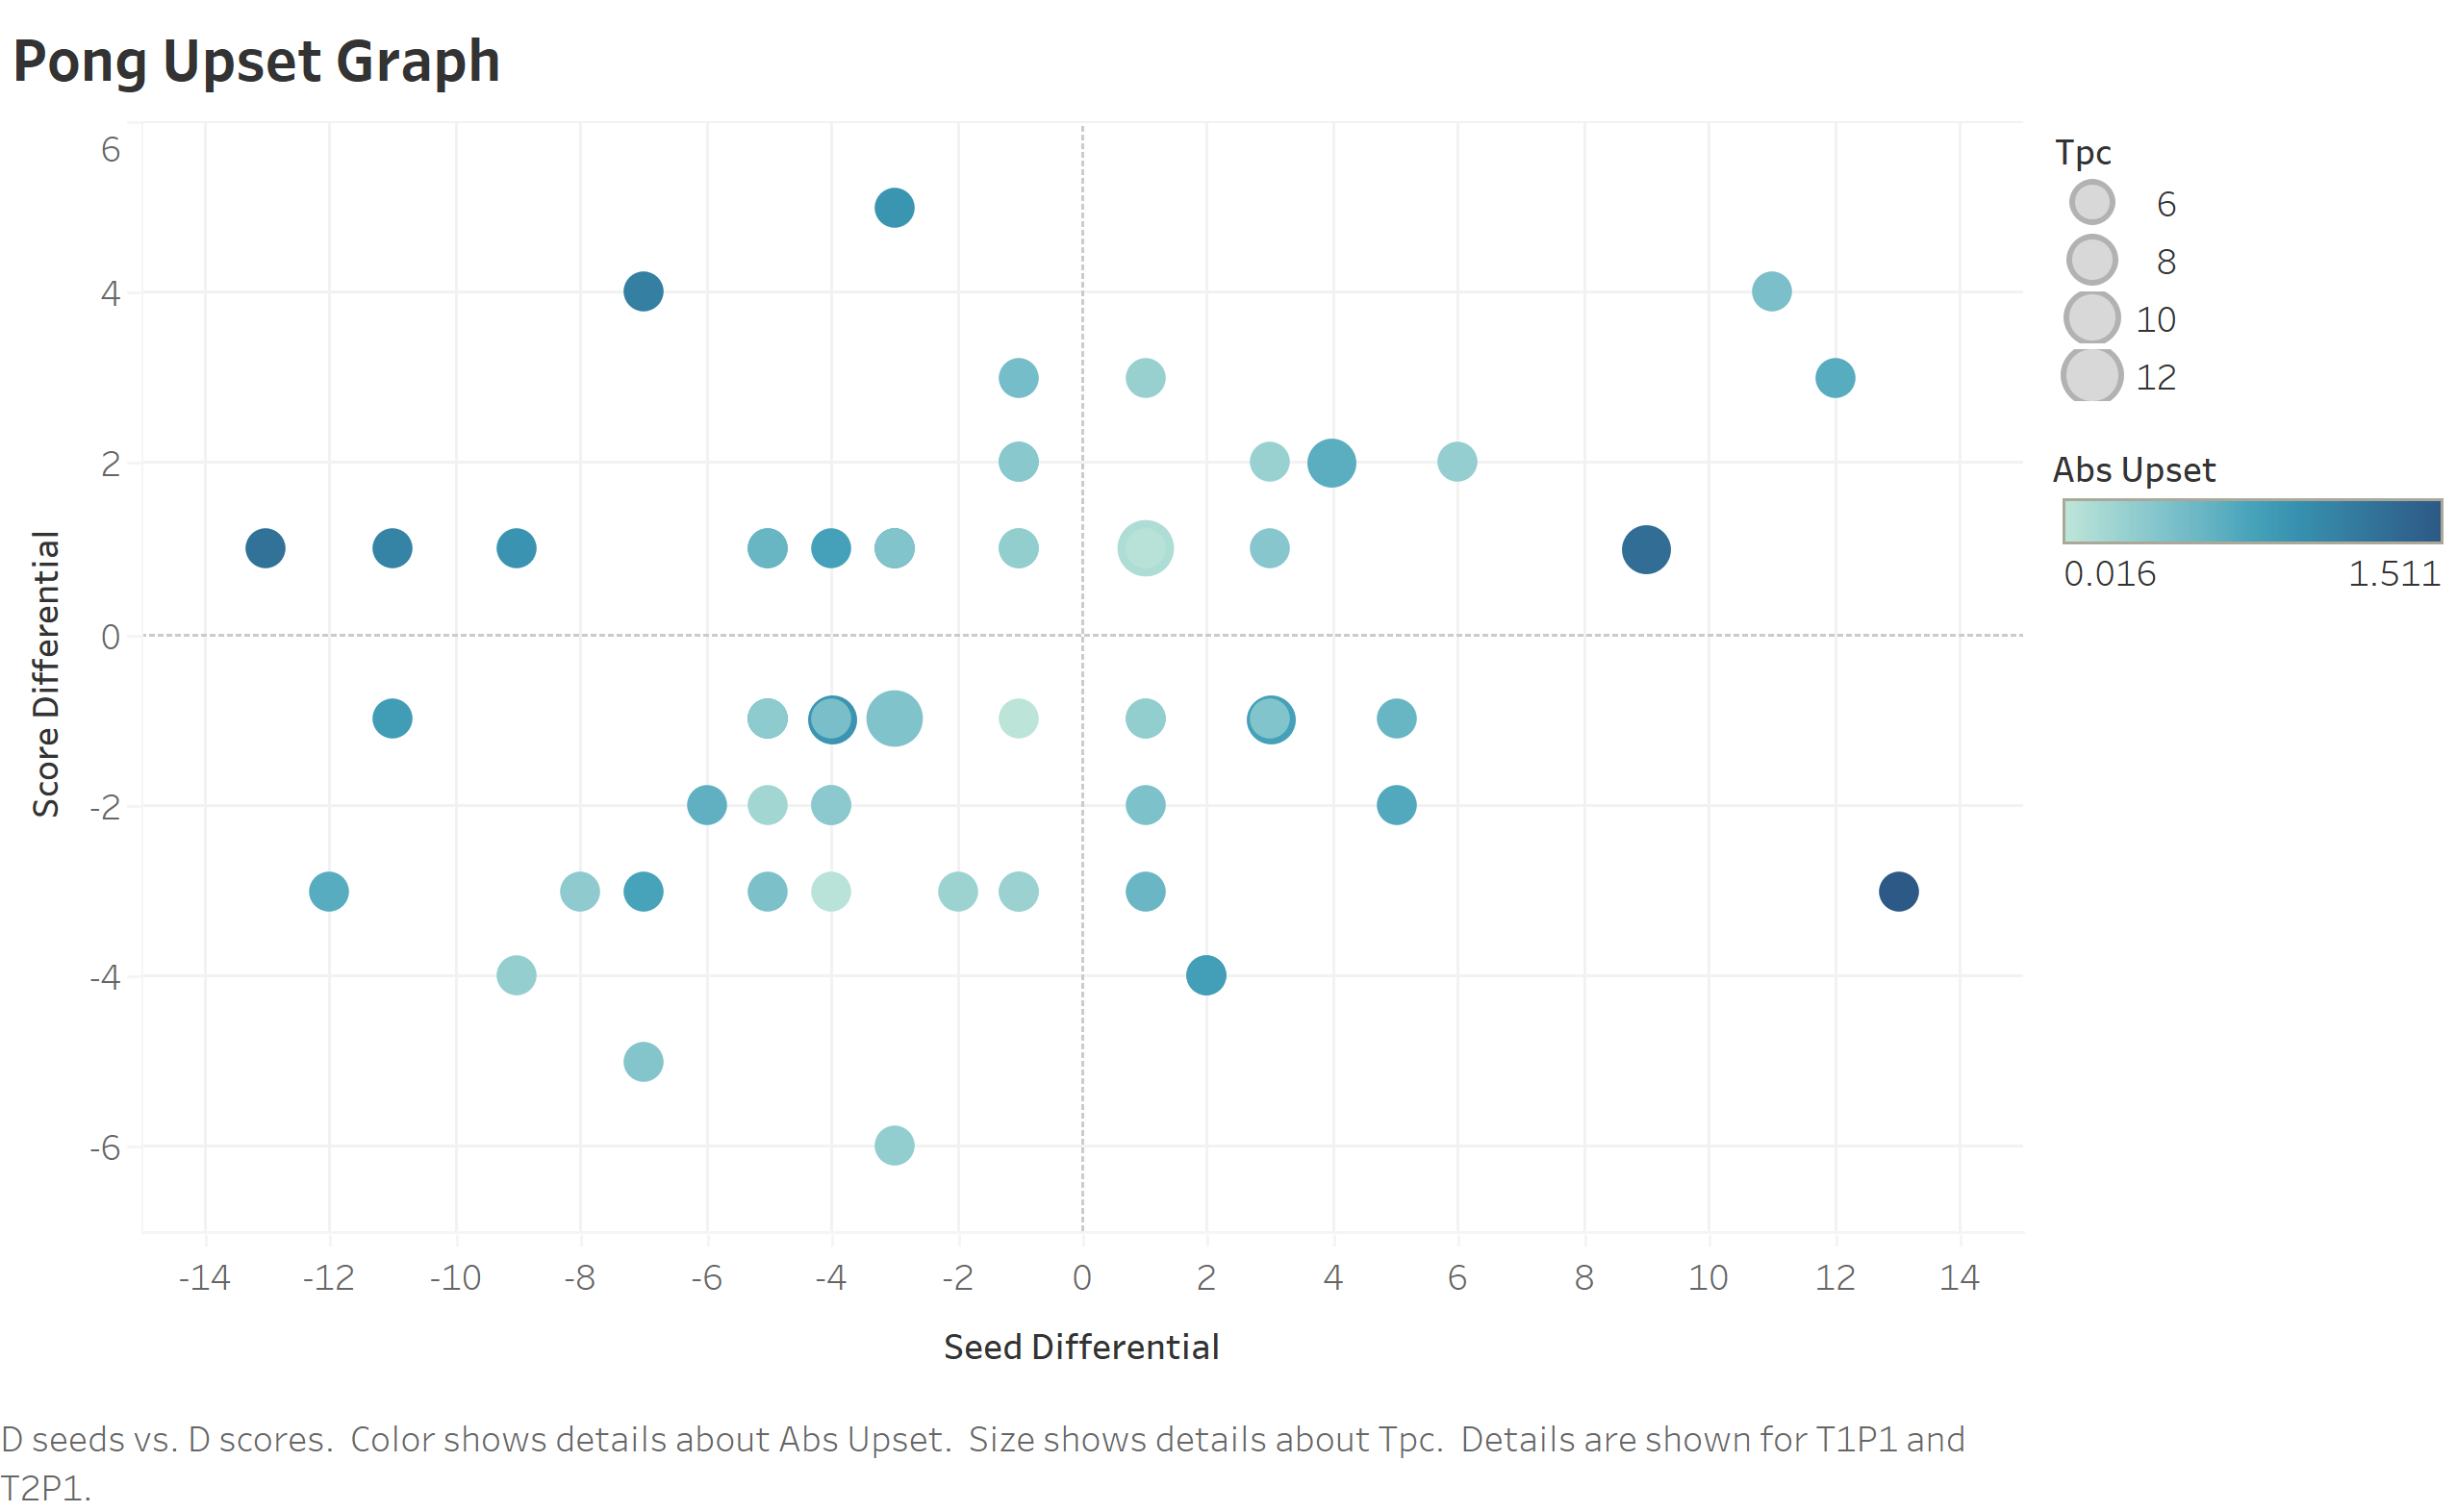 Pong Upset Graph
6
4
2
0
-2
-4
-6
Score Differential
-14 -12 -10 -8 -6 -4 -2 0 2 4 6 8 10 12 14
Seed Differential
Tpc
6
8
10
12
Abs Upset
0.016 1.511
D seeds vs. D scores. Color shows details about Abs Upset. Size shows details about Tpc. Details are shown for T1P1 and
T2P1.